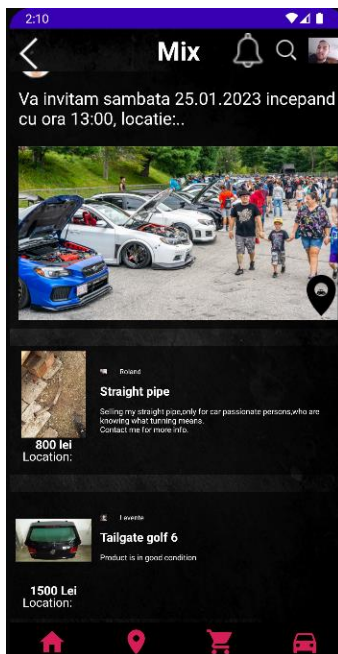 2:10
Mix
Va invitam sambata 25.01.2023 incepand
cu ora 13:00, locatie:..
Roland
Straight pipe
Selling my straight pipe,only for car passionate persons,who are
knowing what tunning means.
Contact me for more info.
800 lei
Location:
Levente
Tailgate golf 6
Product is in good condition
1500 Lei
Location: